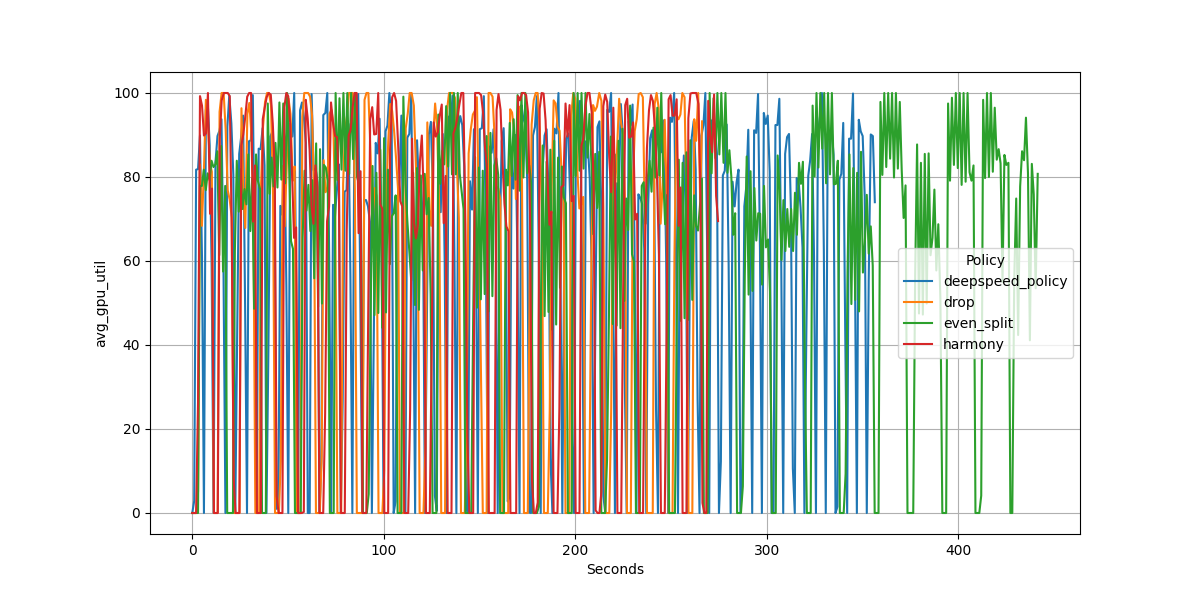 100
80
60
40
20
0
avg_gpu_util
0 100 200 300 400
Seconds
Policy
deepspeed_policy
drop
even_split
harmony